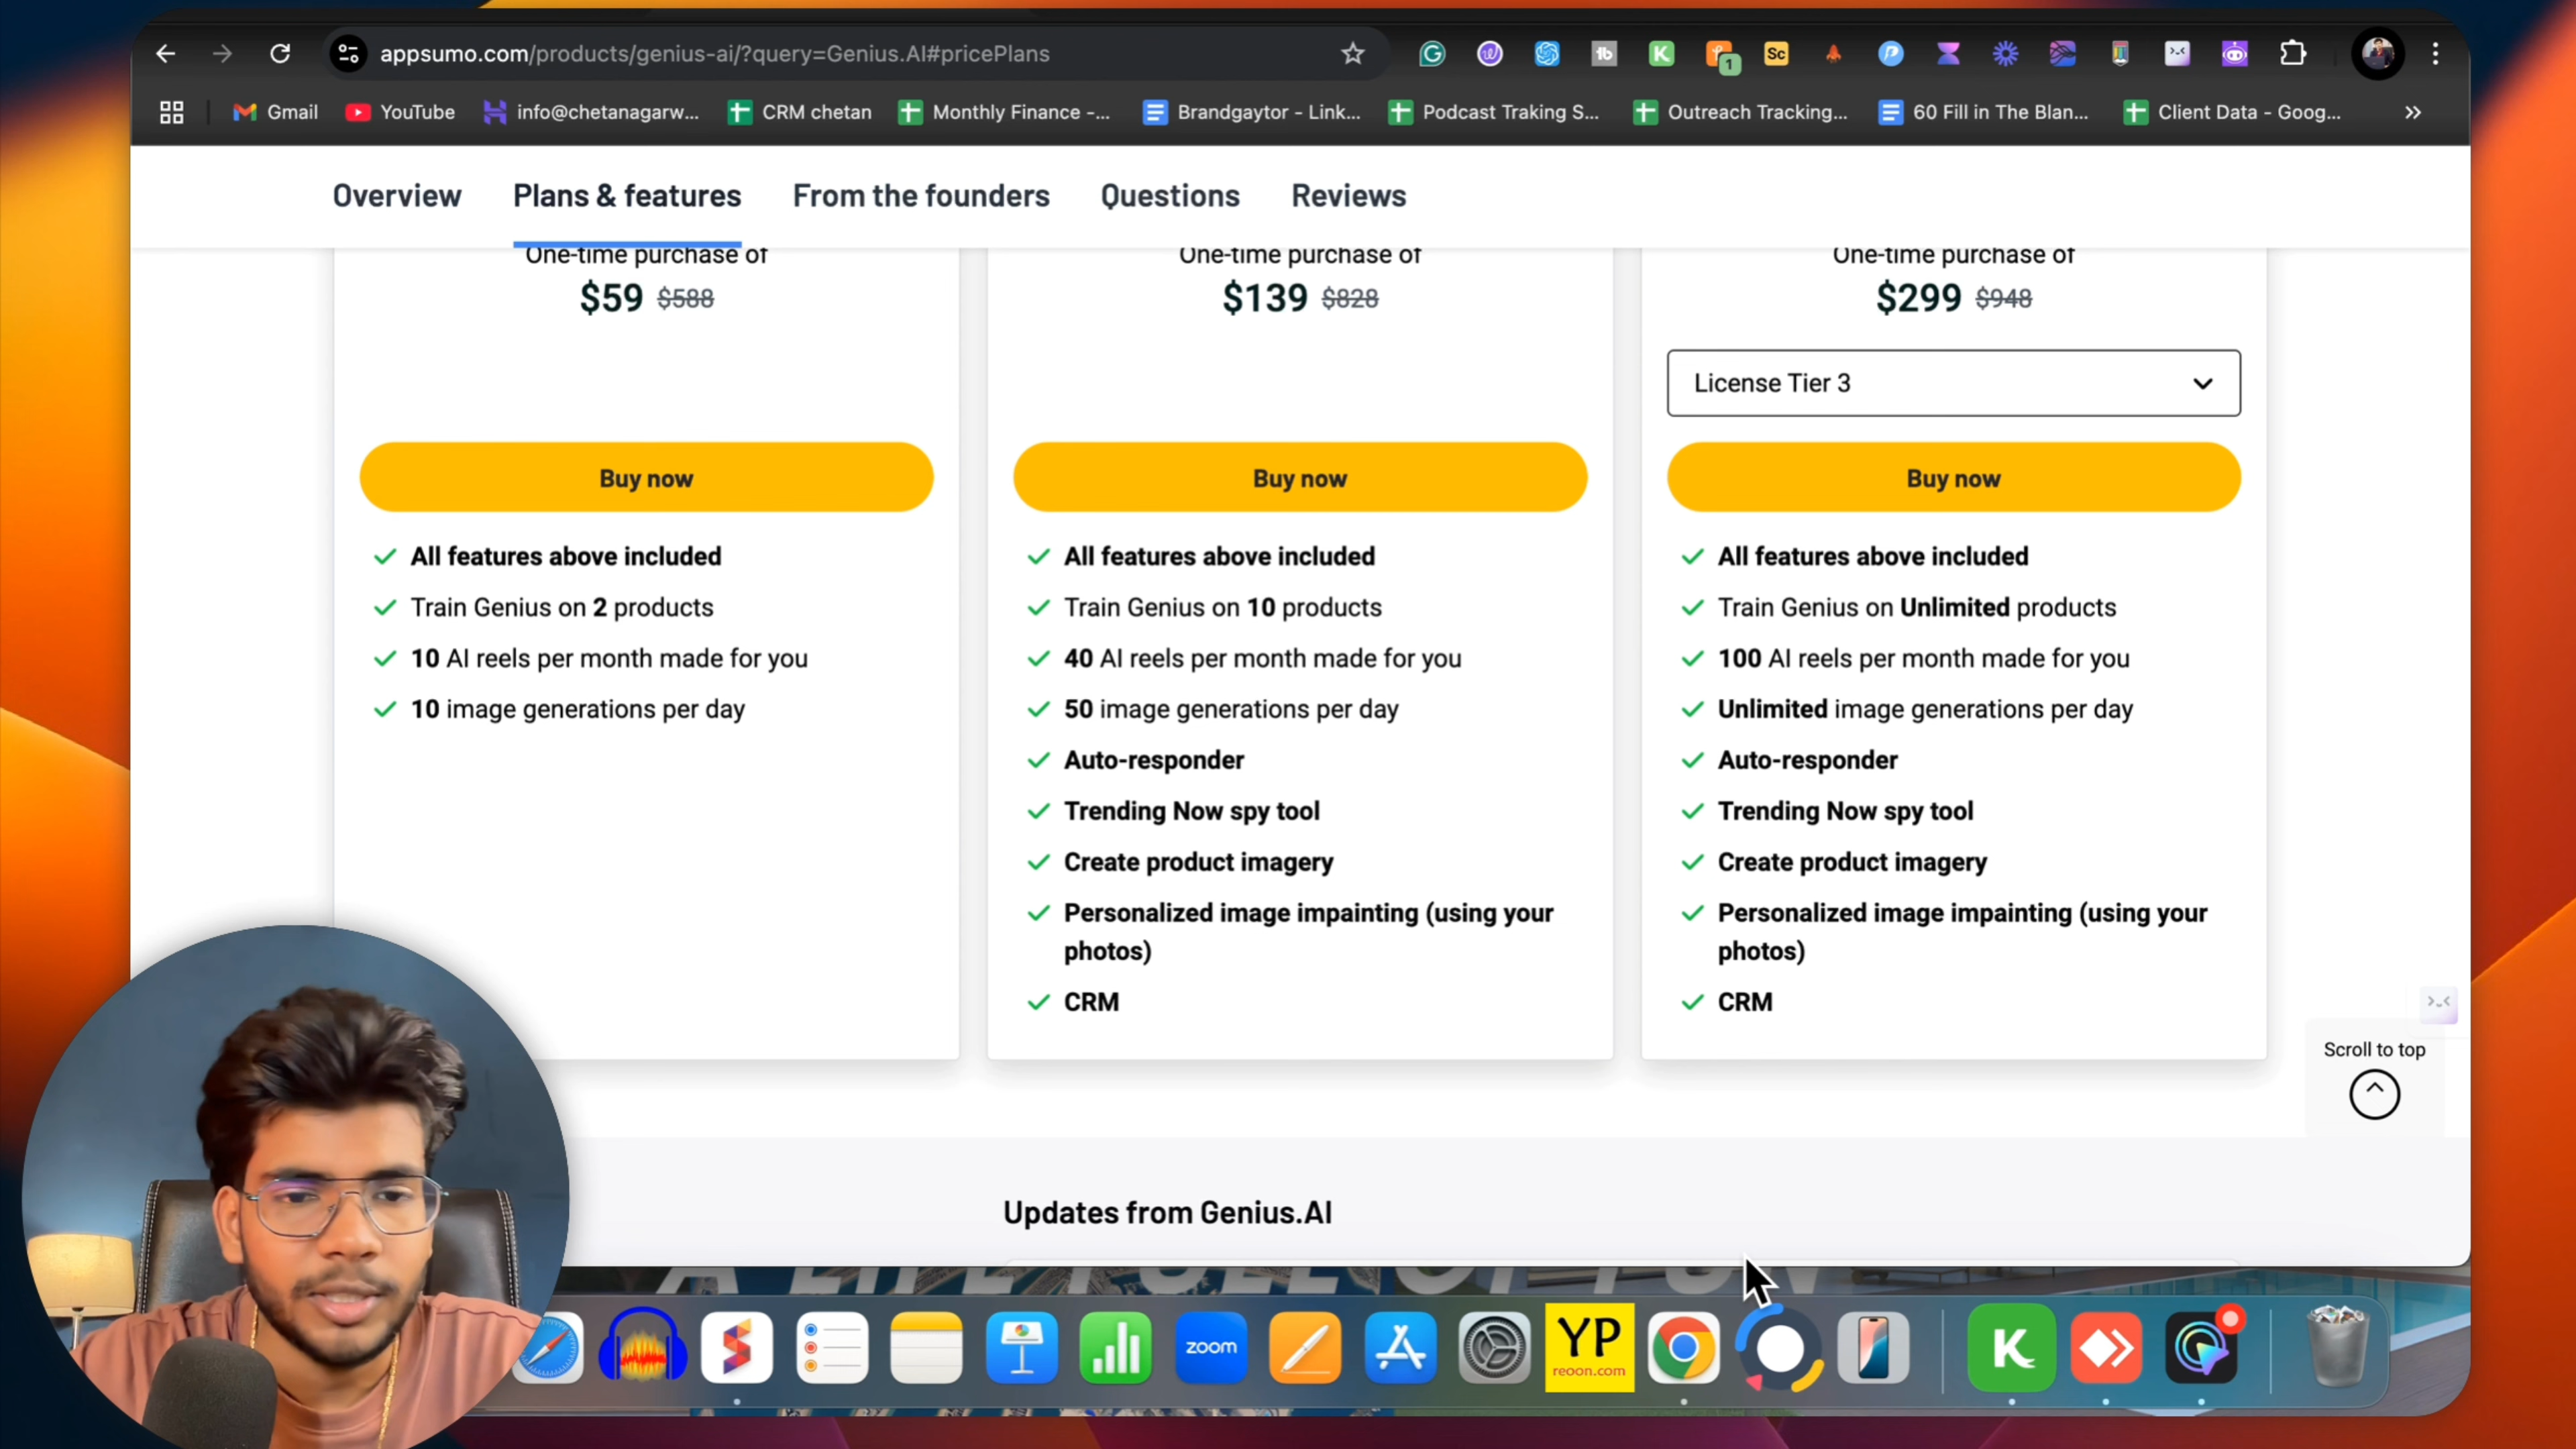 appsumo.com/products/genius-ai/?query=Genius.AI#pricePlans
1
Sc
Gmail
YouTube
info@chetanagarw...
CRM chetan
Monthly Finance -...
Brandgaytor - Link...
Podcast Traking S...
Outreach Tracking...
60 Fill in The Blan...
Client Data - Goog...
Overview
Plans & features
From the founders
Questions
Reviews
One-time purchase of
$59 $588
Buy now
All features above included
Train Genius on 2 products
10 AI reels per month made for you
10 image generations per day
One-time purchase of
$139 $828
Buy now
All features above included
Train Genius on 10 products
40 AI reels per month made for you
50 image generations per day
Auto-responder
Trending Now spy tool
Create product imagery
Personalized image impainting (using your
photos)
CRM
One-time purchase of
$299 $948
License Tier 3
Buy now
All features above included
Train Genius on Unlimited products
100 AI reels per month made for you
Unlimited image generations per day
Auto-responder
Trending Now spy tool
Create product imagery
Personalized image impainting (using your
photos)
CRM
Scroll to top
Updates from Genius.AI
zoom
YP
reoon.com
K